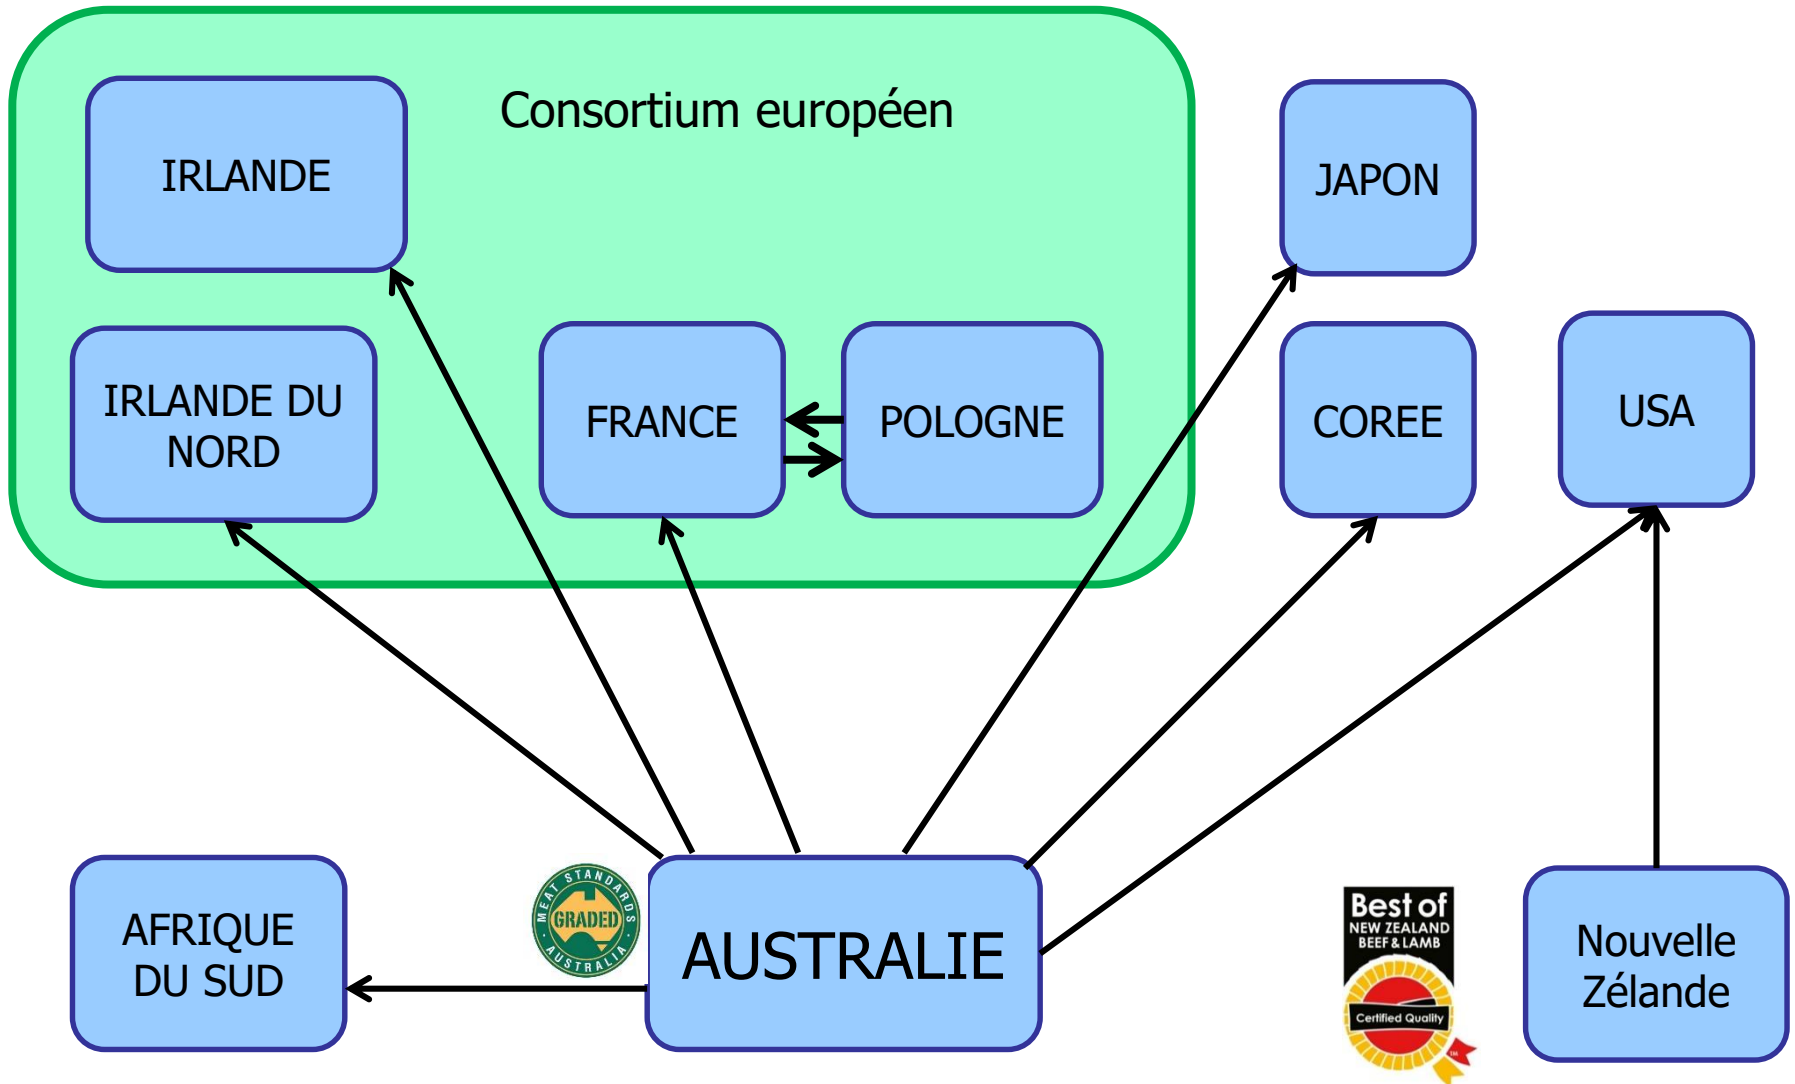 Consortium européen
IRLANDE
JAPON
IRLANDE DU
NORD
FRANCE
POLOGNE
COREE
USA
AFRIQUE
DU SUD
MEAT STANDARDS
GRADED
AUSTRALIA
AUSTRALIE
Best of
NEW ZEALAND
BEEF & LAMB
Certified Quality
TM
Nouvelle
Zélande